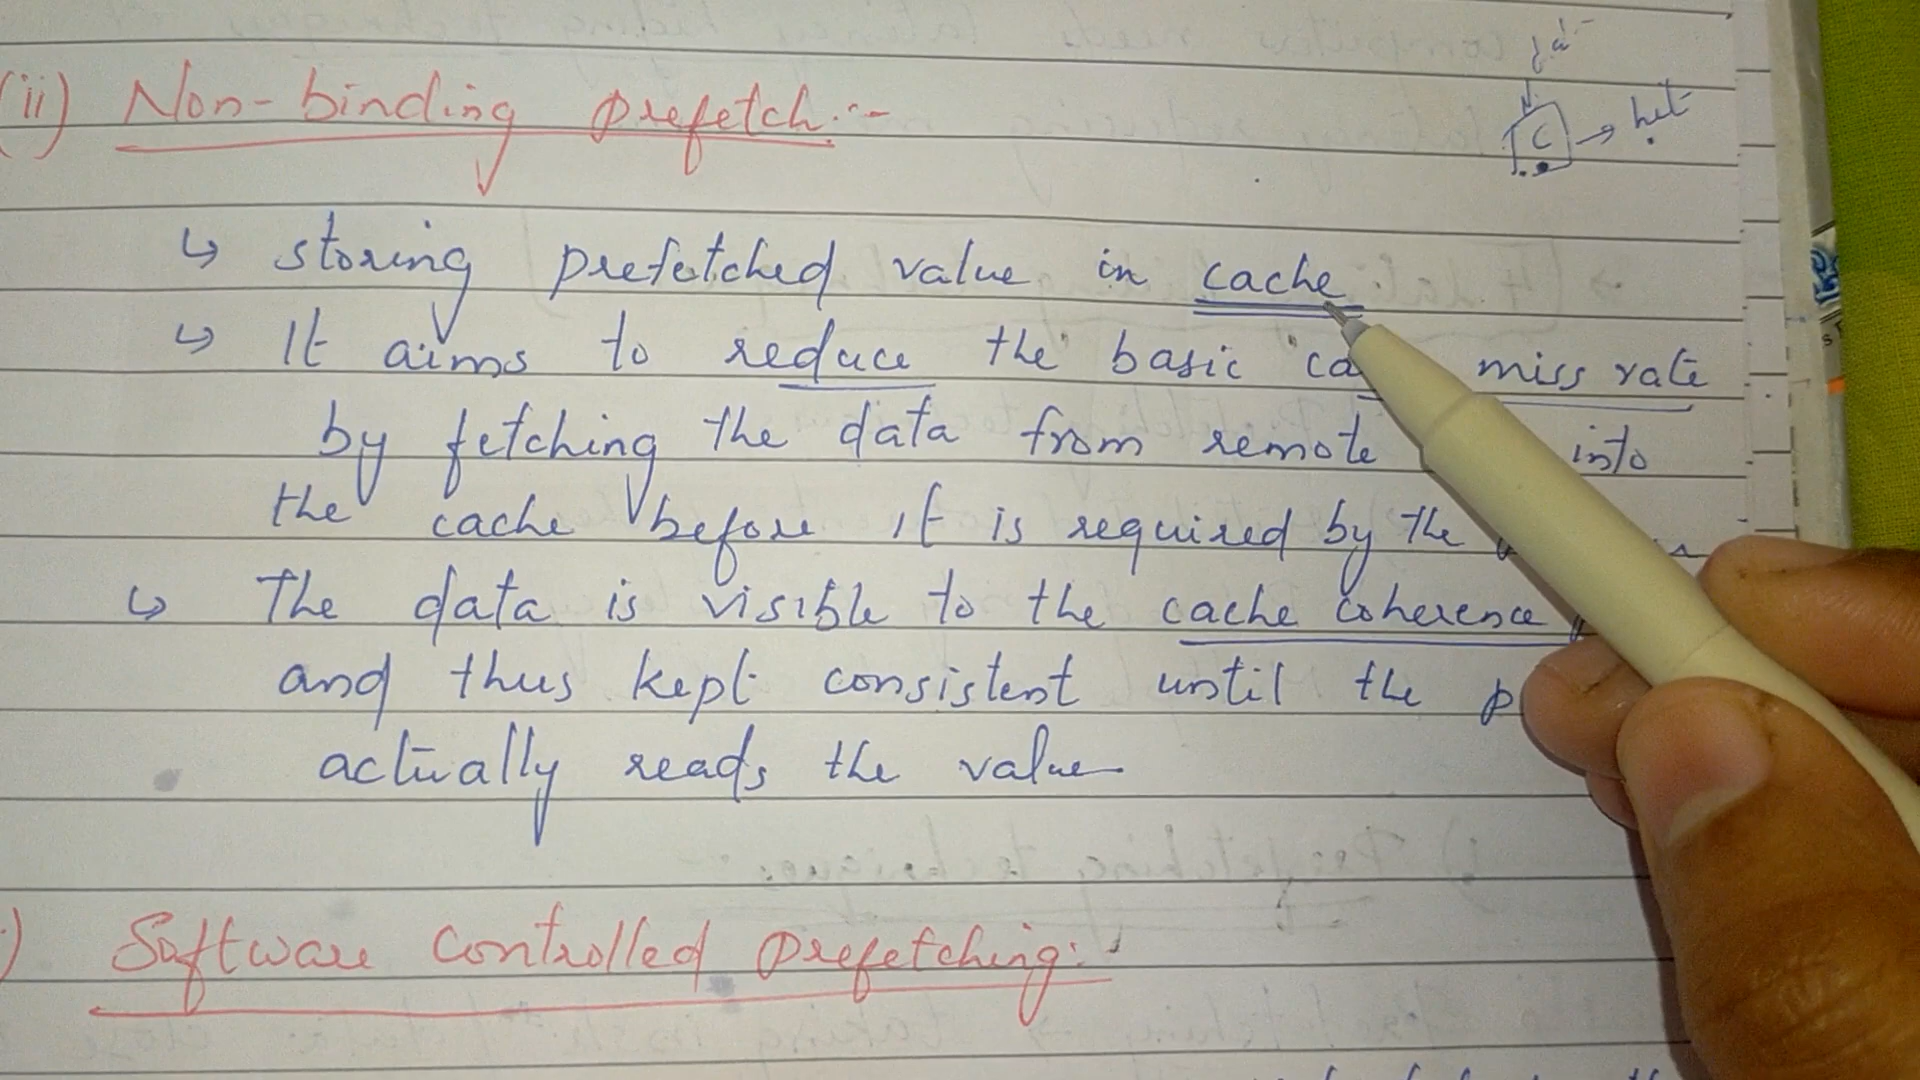 (ii) Non-binding prefetch :-
C → hit
↳ storing prefetched value in cache
↳ It aims to reduce the basic miss rate
by fetching the data from remote into
the cache before it is required by the
↳ The data is visible to the cache coherence
and thus kept consistent until the
actually reads the value
Software controlled prefetching:-